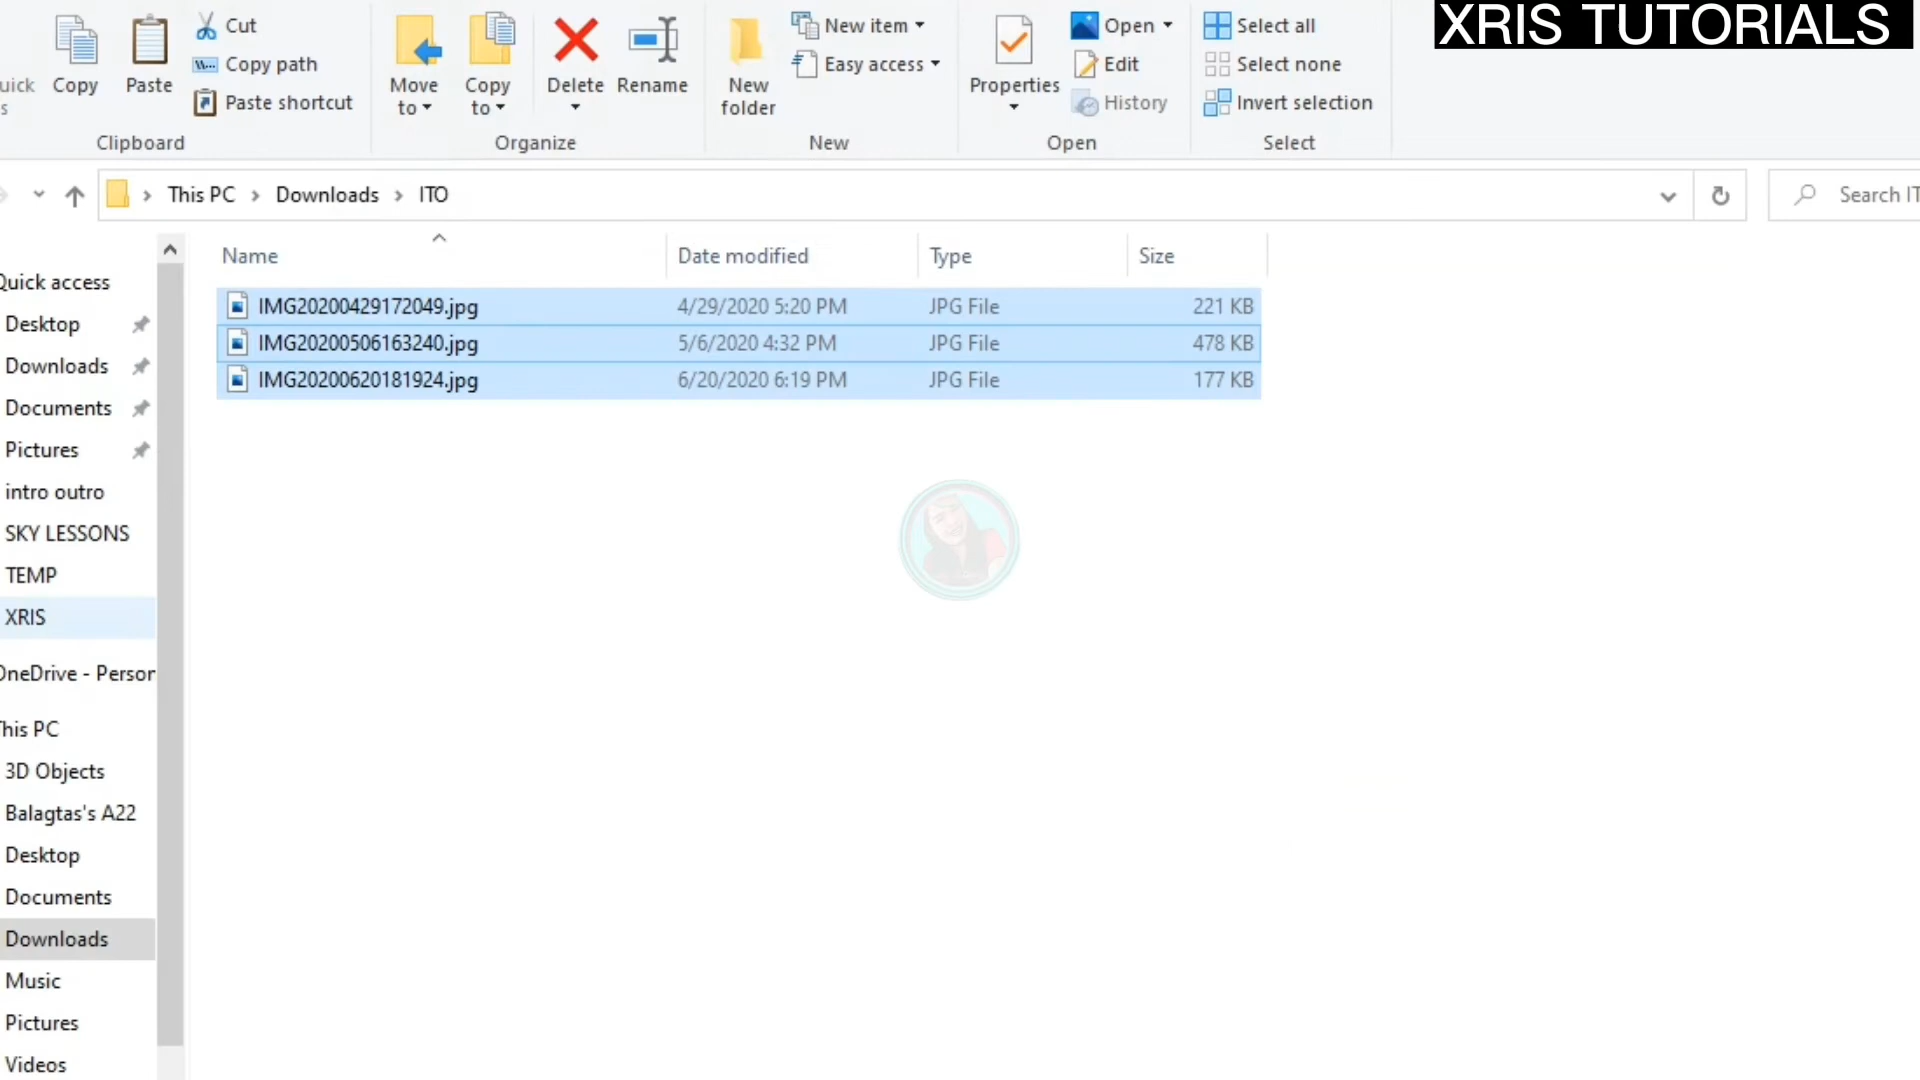 XRIS TUTORIALS
Cut
Copy
Paste
Copy path
Paste shortcut
Clipboard
Move to
Copy to
Delete
Rename
Organize
New folder
New item
Easy access
New
Properties
Open
Edit
History
Open
Select all
Select none
Invert selection
Select
This PC > Downloads > ITO
Search IT
Name Date modified Type Size
IMG20200429172049.jpg 4/29/2020 5:20 PM JPG File 221 KB
IMG20200506163240.jpg 5/6/2020 4:32 PM JPG File 478 KB
IMG20200620181924.jpg 6/20/2020 6:19 PM JPG File 177 KB
Quick access
Desktop
Downloads
Documents
Pictures
intro outro
SKY LESSONS
TEMP
XRIS
OneDrive - Person
This PC
3D Objects
Balagtas's A22
Desktop
Documents
Downloads
Music
Pictures
Videos